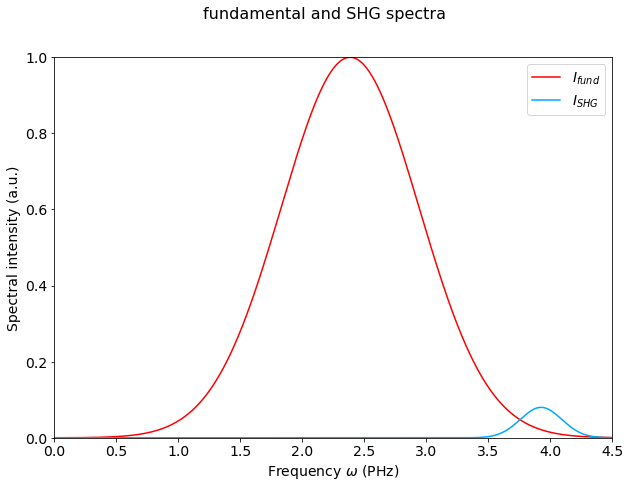 fundamental and SHG spectra
I_fund
I_SHG
Spectral intensity (a.u.)
1.0
0.8
0.6
0.4
0.2
0.0
0.0 0.5 1.0 1.5 2.0 2.5 3.0 3.5 4.0 4.5
Frequency ω (PHz)